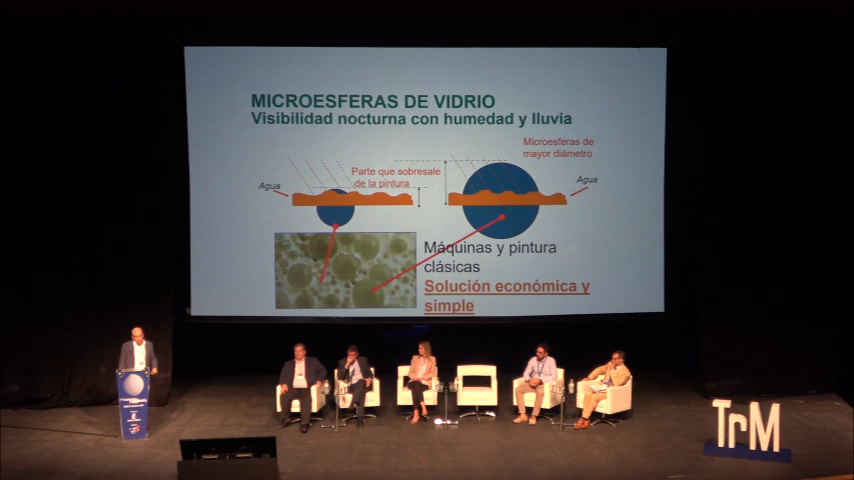 MICROESFERAS DE VIDRIO
Visibilidad nocturna con humedad y lluvia
Microesferas de
mayor diámetro
Parte que sobresale
de la pintura
Agua
Agua
Máquinas y pintura
clásicas
Solución económica y
simple
TrM